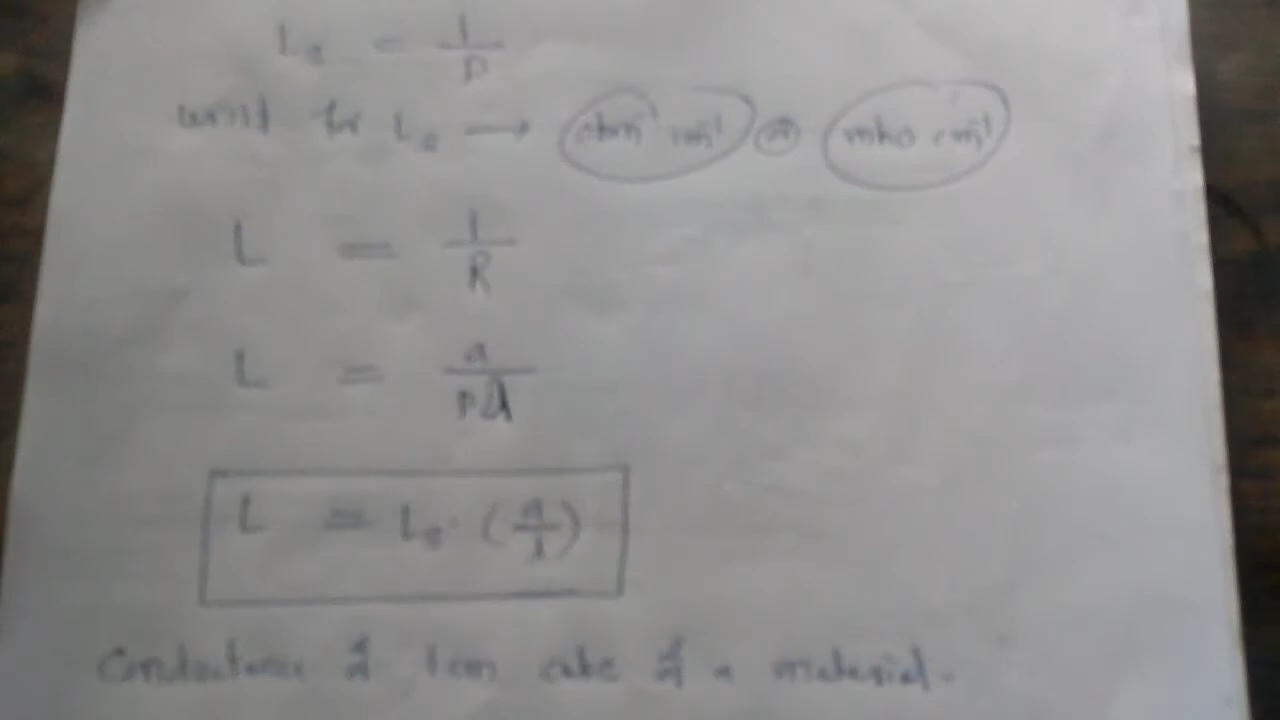 Ls = 1/ρ
unit for Ls → ohm⁻¹ cm⁻¹ or mho cm⁻¹
L = 1/R
L = a/ρl
L = Ls · (a/l)
Conductance of 1cm cube of a material.